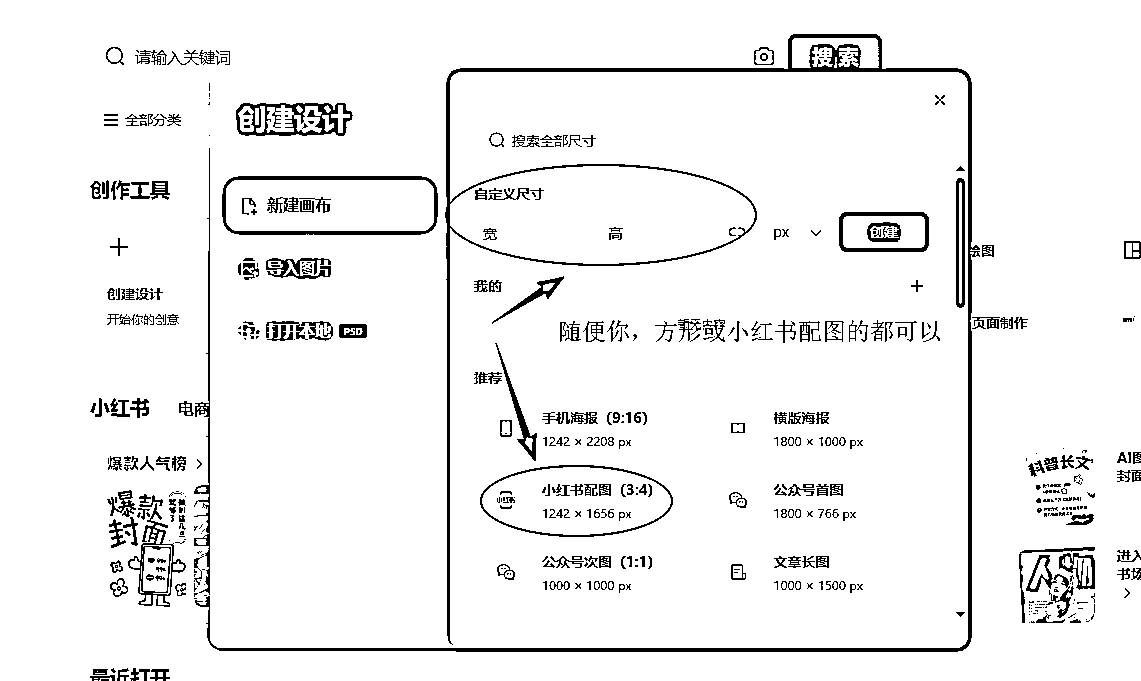 请输入关键词
搜索
全部分类
创作工具
创建设计
开始你的创意
小红书 电商
爆款人气榜 >
爆款
封面
最近打开
创建设计
新建画布
导入图片
打开本地 PSD
搜索全部尺寸
自定义尺寸
宽 高 px 创建
我的
随便你，方形或小红书配图的都可以
推荐
手机海报（9:16）
1242 × 2208 px
横版海报
1800 × 1000 px
小红书配图（3:4）
1242 × 1656 px
公众号首图
1800 × 766 px
公众号次图（1:1）
1000 × 1000 px
文章长图
1000 × 1500 px
绘图
页面制作
科普长文
AI图
封面
进入
书场